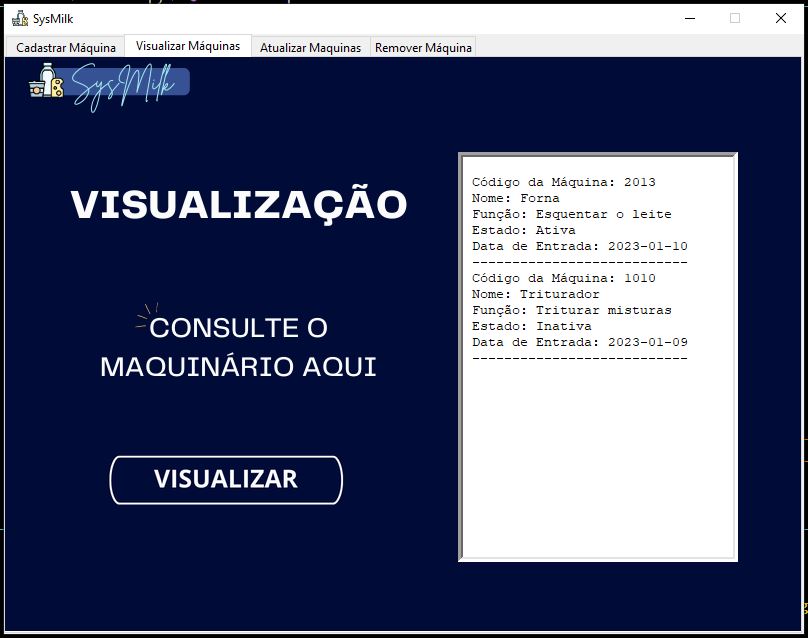 SysMilk
Cadastrar Máquina Visualizar Máquinas Atualizar Maquinas Remover Máquina
SysMilk
VISUALIZAÇÃO
CONSULTE O
MAQUINÁRIO AQUI
VISUALIZAR
Código da Máquina: 2013
Nome: Forna
Função: Esquentar o leite
Estado: Ativa
Data de Entrada: 2023-01-10
---------------------------
Código da Máquina: 1010
Nome: Triturador
Função: Triturar misturas
Estado: Inativa
Data de Entrada: 2023-01-09
---------------------------